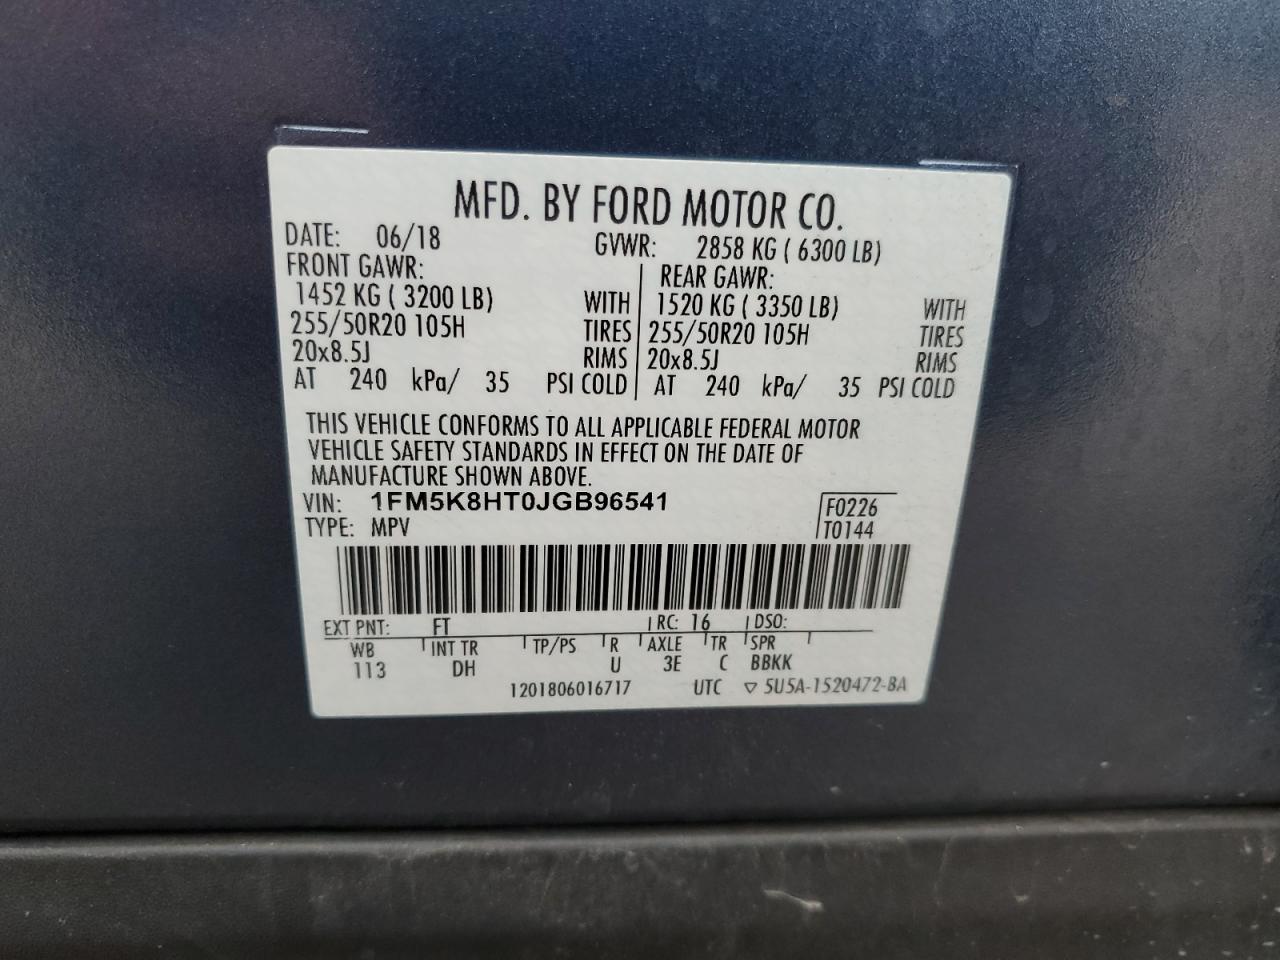 MFD. BY FORD MOTOR CO.
DATE: 06/18 GVWR: 2858 KG ( 6300 LB)
FRONT GAWR: REAR GAWR:
1452 KG ( 3200 LB) WITH 1520 KG ( 3350 LB) WITH
255/50R20 105H TIRES 255/50R20 105H TIRES
20x8.5J RIMS 20x8.5J RIMS
AT 240 kPa/ 35 PSI COLD AT 240 kPa/ 35 PSI COLD
THIS VEHICLE CONFORMS TO ALL APPLICABLE FEDERAL MOTOR
VEHICLE SAFETY STANDARDS IN EFFECT ON THE DATE OF
MANUFACTURE SHOWN ABOVE.
VIN: 1FM5K8HT0JGB96541 F0226
TYPE: MPV T0144
EXT PNT: FT RC: 16 DSO:
WB INT TR TP/PS R AXLE TR SPR
113 DH U 3E C BBKK
1201806016717 UTC ▽ 5U5A-1520472-BA